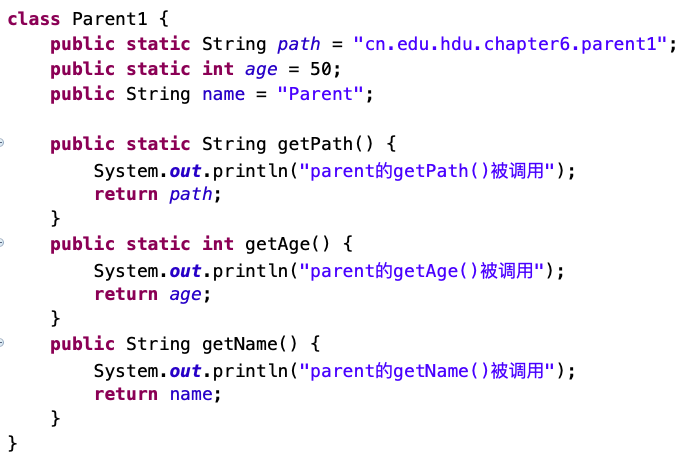 class Parent1 {
    public static String path = "cn.edu.hdu.chapter6.parent1";
    public static int age = 50;
    public String name = "Parent";

    public static String getPath() {
        System.out.println("parent的getPath()被调用");
        return path;
    }
    public static int getAge() {
        System.out.println("parent的getAge()被调用");
        return age;
    }
    public String getName() {
        System.out.println("parent的getName()被调用");
        return name;
    }
}